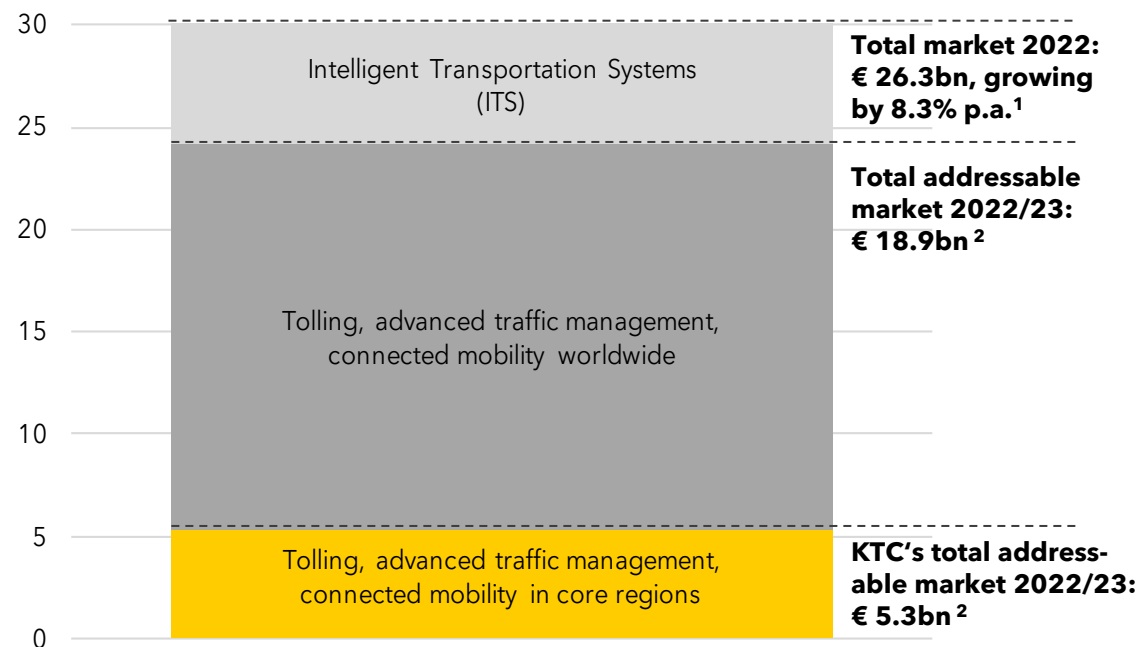 30
25
20
15
10
5
0
Intelligent Transportation Systems
(ITS)
Tolling, advanced traffic management,
connected mobility worldwide
Tolling, advanced traffic management,
connected mobility in core regions
Total market 2022:
€ 26.3bn, growing
by 8.3% p.a.¹
Total addressable
market 2022/23:
€ 18.9bn ²
KTC‘s total address-
able market 2022/23:
€ 5.3bn ²